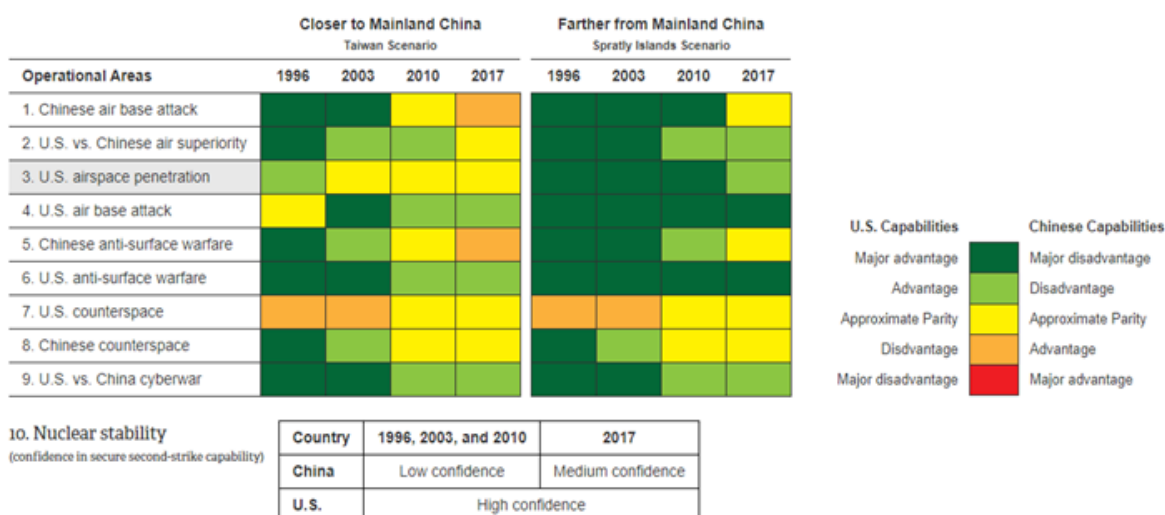 Closer to Mainland China Farther from Mainland China
Taiwan Scenario Spratly Islands Scenario
Operational Areas 1996 2003 2010 2017 1996 2003 2010 2017
1. Chinese air base attack
2. U.S. vs. Chinese air superiority
3. U.S. airspace penetration
4. U.S. air base attack
5. Chinese anti-surface warfare
6. U.S. anti-surface warfare
7. U.S. counterspace
8. Chinese counterspace
9. U.S. vs. China cyberwar
U.S. Capabilities Chinese Capabilities
Major advantage Major disadvantage
Advantage Disadvantage
Approximate Parity Approximate Parity
Disdvantage Advantage
Major disadvantage Major advantage
10. Nuclear stability
(confidence in secure second-strike capability)
Country 1996, 2003, and 2010 2017
China Low confidence Medium confidence
U.S. High confidence